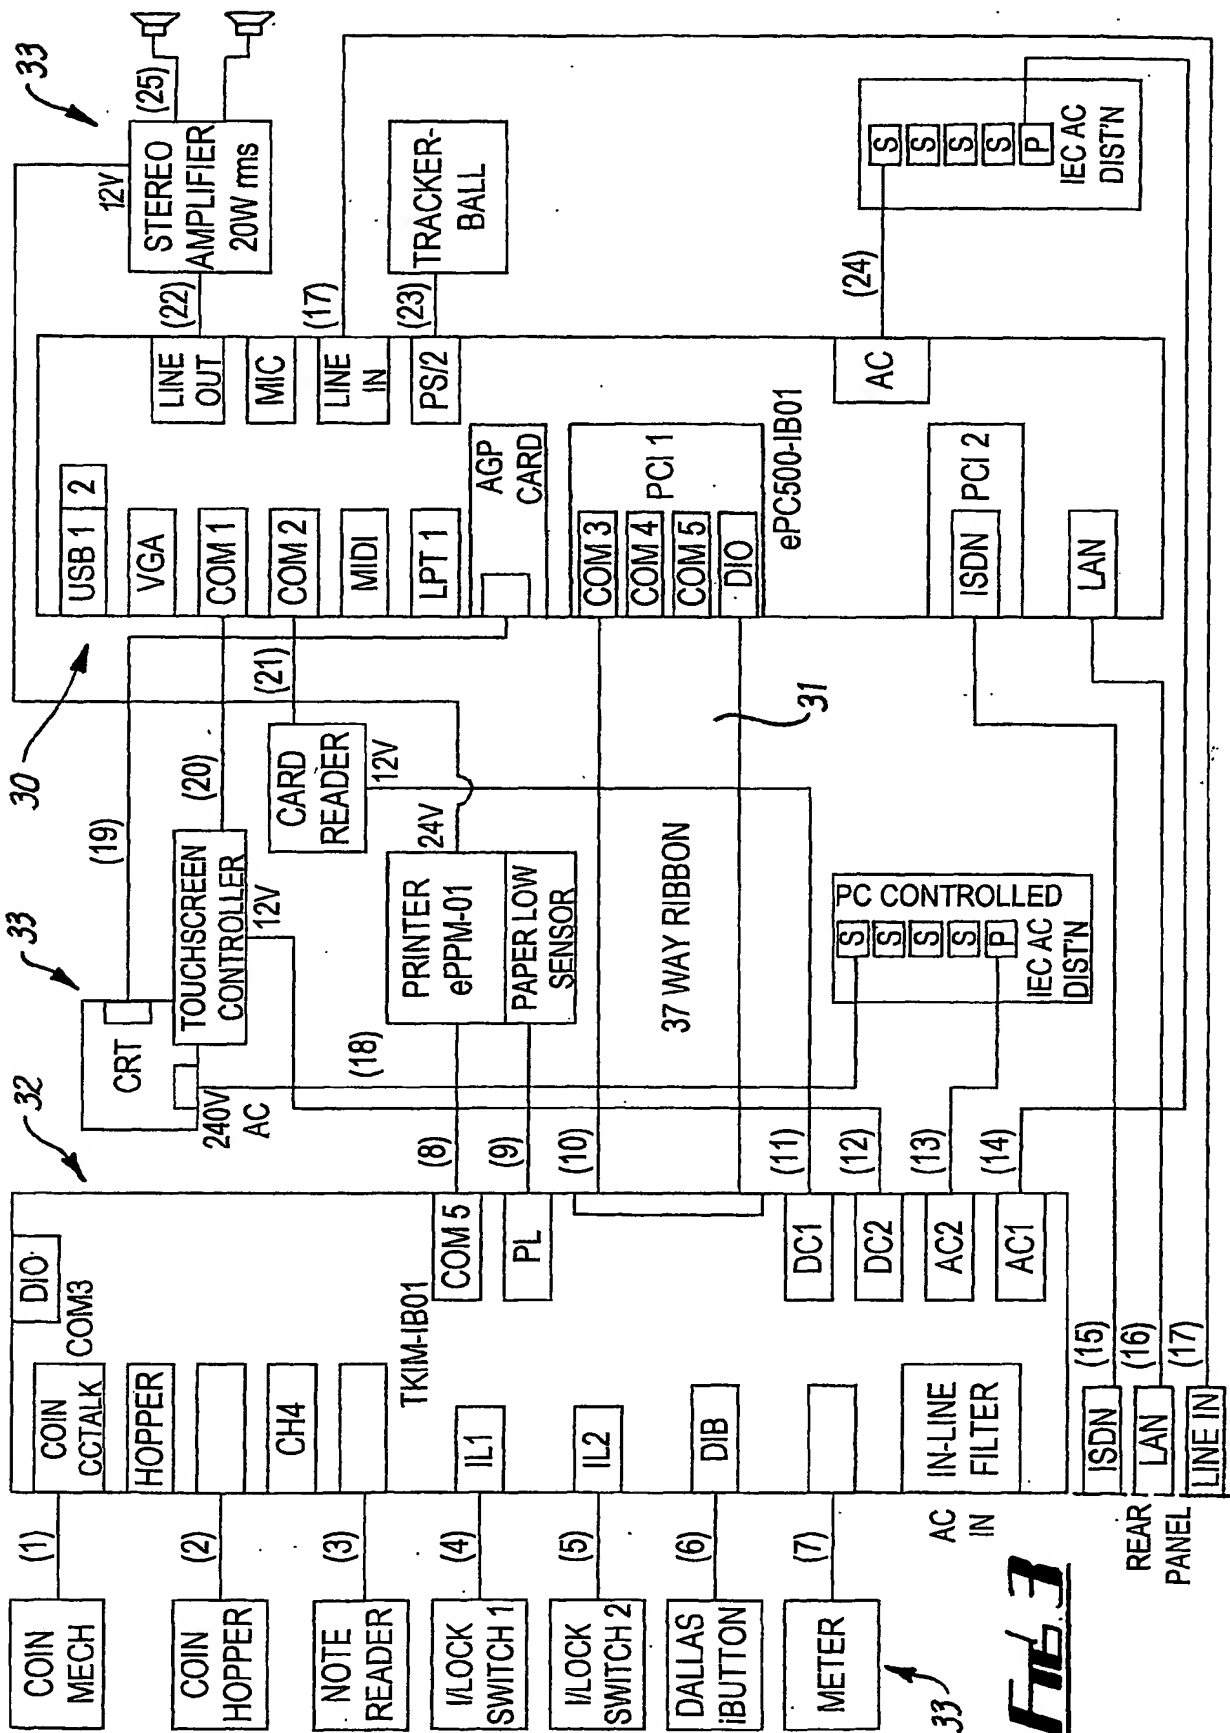 33
(25)
12V
STEREO
AMPLIFIER
20W rms
TRACKER-
BALL
S
S
S
S
P
IEC AC
DIST'N
(22)
(17)
(23)
(24)
30
USB 1
2
VGA
COM 1
COM 2
MIDI
LPT 1
LINE
OUT
MIC
LINE
IN
PS/2
AGP
CARD
COM 3
COM 4
COM 5
DIO
PCI 1
ePC500-IB01
AC
ISDN
PCI 2
LAN
33
(19)
(20)
(21)
CRT
240V
AC
TOUCHSCREEN
CONTROLLER
12V
CARD
READER
12V
(18)
PRINTER
ePPM-01
24V
PAPER LOW
SENSOR
37 WAY RIBBON
31
PC CONTROLLED
S
S
S
S
P
IEC AC
DIST'N
32
(8)
(9)
(10)
(11)
(12)
(13)
(14)
DIO
COM3
COIN
CCTALK
HOPPER
CH4
TKIM-IB01
IL1
IL2
DIB
COM 5
PL
DC1
DC2
AC2
AC1
IN-LINE
FILTER
AC
IN
(1)
(2)
(3)
(4)
(5)
(6)
(7)
COIN
MECH
COIN
HOPPER
NOTE
READER
I/LOCK
SWITCH 1
I/LOCK
SWITCH 2
DALLAS
iBUTTON
METER
33
REAR
PANEL
ISDN
(15)
LAN
(16)
LINE IN
(17)
FIG 3